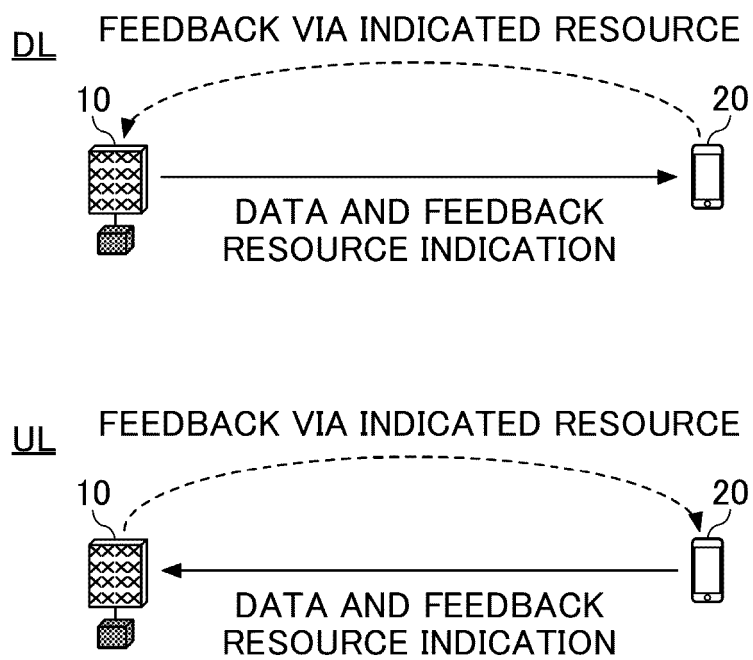 DL
FEEDBACK VIA INDICATED RESOURCE
10
20
DATA AND FEEDBACK
RESOURCE INDICATION
UL
FEEDBACK VIA INDICATED RESOURCE
10
20
DATA AND FEEDBACK
RESOURCE INDICATION